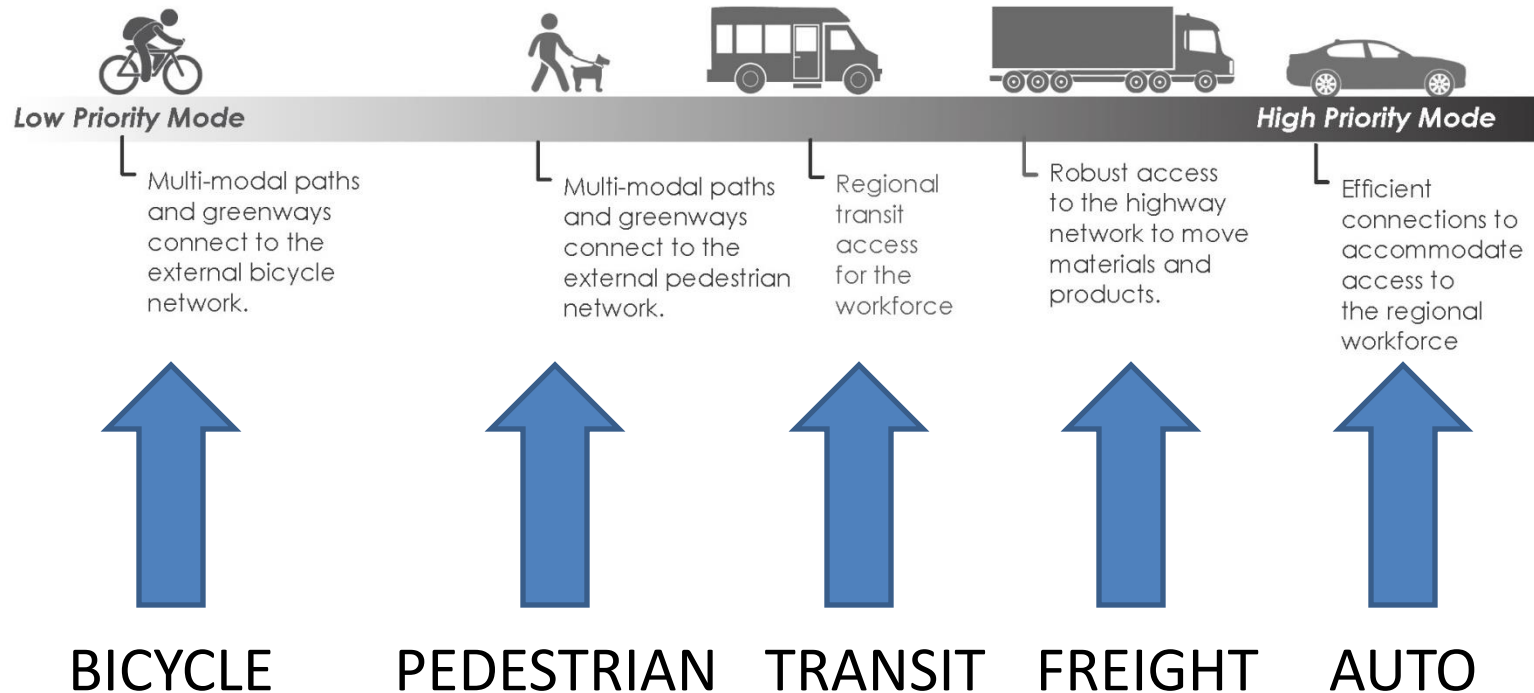 Low Priority Mode
High Priority Mode
Multi-modal paths
and greenways
connect to the
external bicycle
network.
Multi-modal paths
and greenways
connect to the
external pedestrian
network.
Regional
transit
access
for the
workforce
Robust access
to the highway
network to move
materials and
products.
Efficient
connections to
accommodate
access to
the regional
workforce
BICYCLE
PEDESTRIAN
TRANSIT
FREIGHT
AUTO